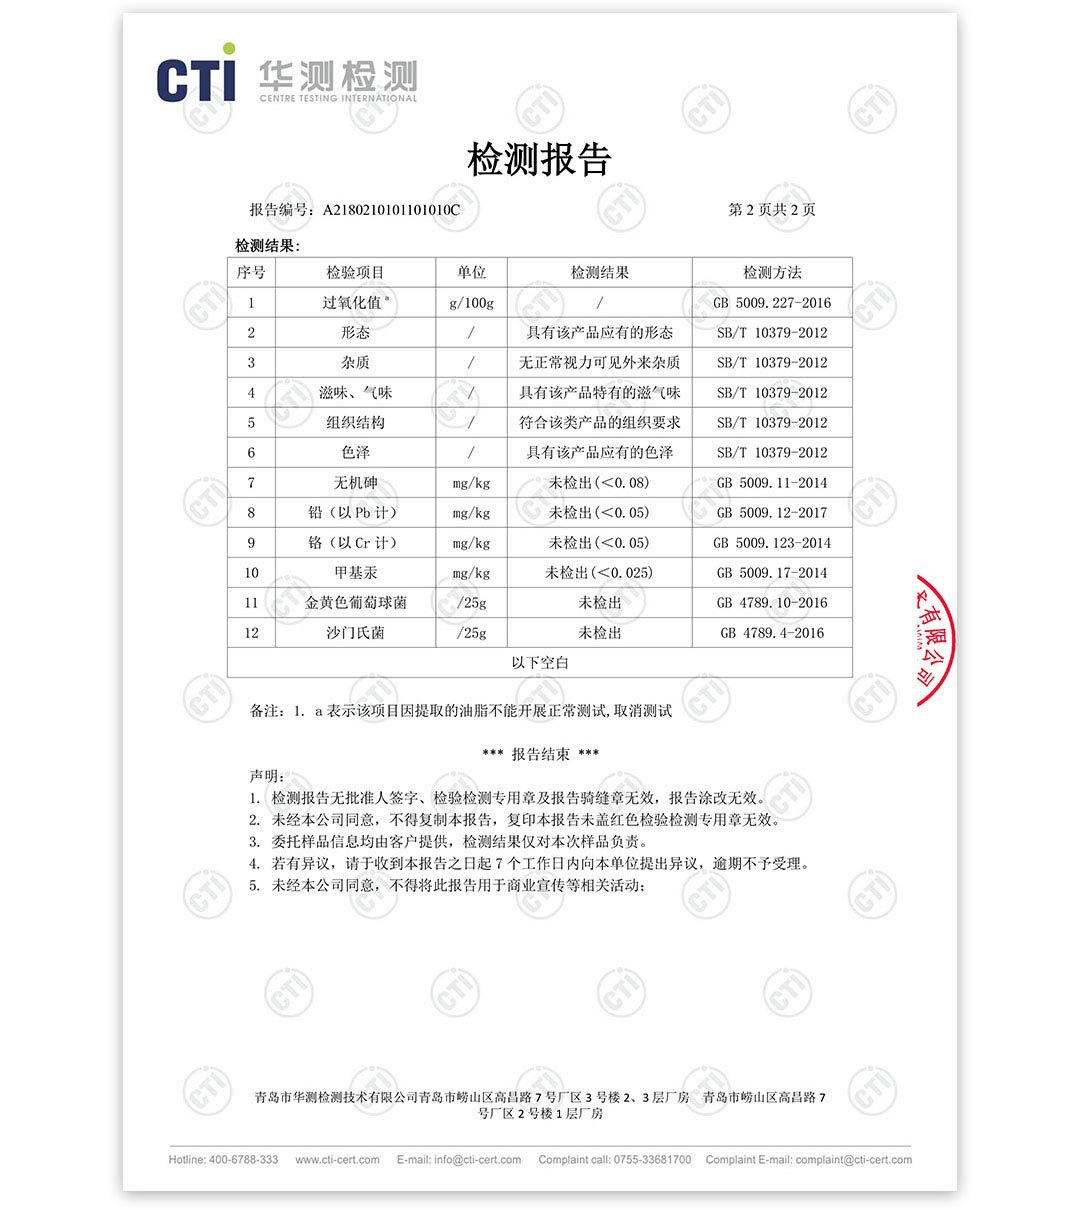 CTI 华测检测
CENTRE TESTING INTERNATIONAL
检测报告
报告编号：A2180210101101010C 第 2 页共 2 页
检测结果:
序号 检验项目 单位 检测结果 检测方法
1 过氧化值 a g/100g / GB 5009.227-2016
2 形态 / 具有该产品应有的形态 SB/T 10379-2012
3 杂质 / 无正常视力可见外来杂质 SB/T 10379-2012
4 滋味、气味 / 具有该产品特有的滋气味 SB/T 10379-2012
5 组织结构 / 符合该类产品的组织要求 SB/T 10379-2012
6 色泽 / 具有该产品应有的色泽 SB/T 10379-2012
7 无机砷 mg/kg 未检出(＜0.08) GB 5009.11-2014
8 铅（以 Pb 计） mg/kg 未检出(＜0.05) GB 5009.12-2017
9 铬（以 Cr 计） mg/kg 未检出(＜0.05) GB 5009.123-2014
10 甲基汞 mg/kg 未检出(＜0.025) GB 5009.17-2014
11 金黄色葡萄球菌 /25g 未检出 GB 4789.10-2016
12 沙门氏菌 /25g 未检出 GB 4789.4-2016
以下空白
有限公司
备注：1. a 表示该项目因提取的油脂不能开展正常测试,取消测试
*** 报告结束 ***
声明：
1. 检测报告无批准人签字、检验检测专用章及报告骑缝章无效，报告涂改无效。
2. 未经本公司同意，不得复制本报告，复印本报告未盖红色检验检测专用章无效。
3. 委托样品信息均由客户提供，检测结果仅对本次样品负责。
4. 若有异议，请于收到本报告之日起 7 个工作日内向本单位提出异议，逾期不予受理。
5. 未经本公司同意，不得将此报告用于商业宣传等相关活动；
青岛市华测检测技术有限公司青岛市崂山区高昌路 7 号厂区 3 号楼 2、3 层厂房 青岛市崂山区高昌路 7
号厂区 2 号楼 1 层厂房
Hotline: 400-6788-333 www.cti-cert.com E-mail: info@cti-cert.com Complaint call: 0755-33681700 Complaint E-mail: complaint@cti-cert.com